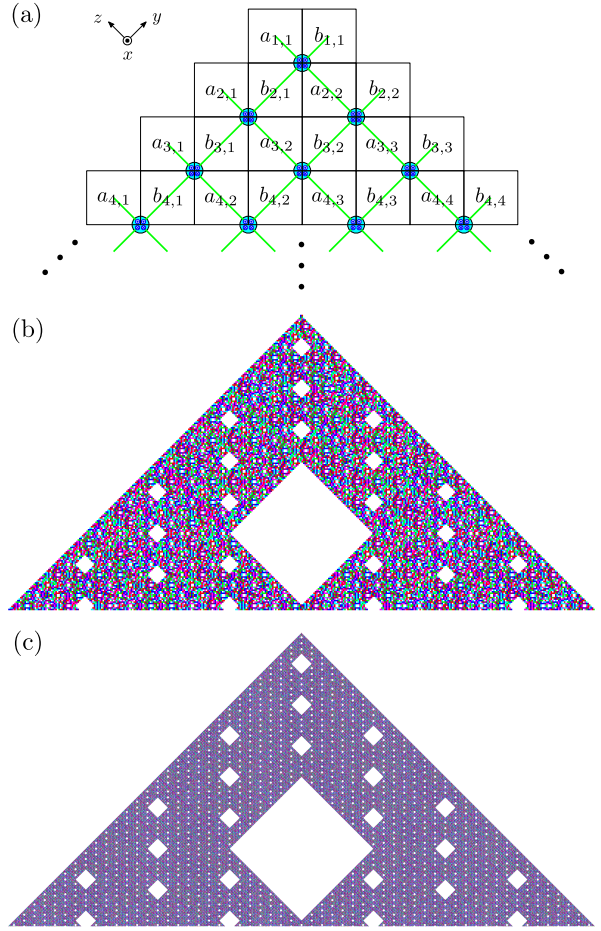 (a)
z y
x
a1,1 b1,1
a2,1 b2,1 a2,2 b2,2
a3,1 b3,1 a3,2 b3,2 a3,3 b3,3
a4,1 b4,1 a4,2 b4,2 a4,3 b4,3 a4,4 b4,4
(b)
(c)